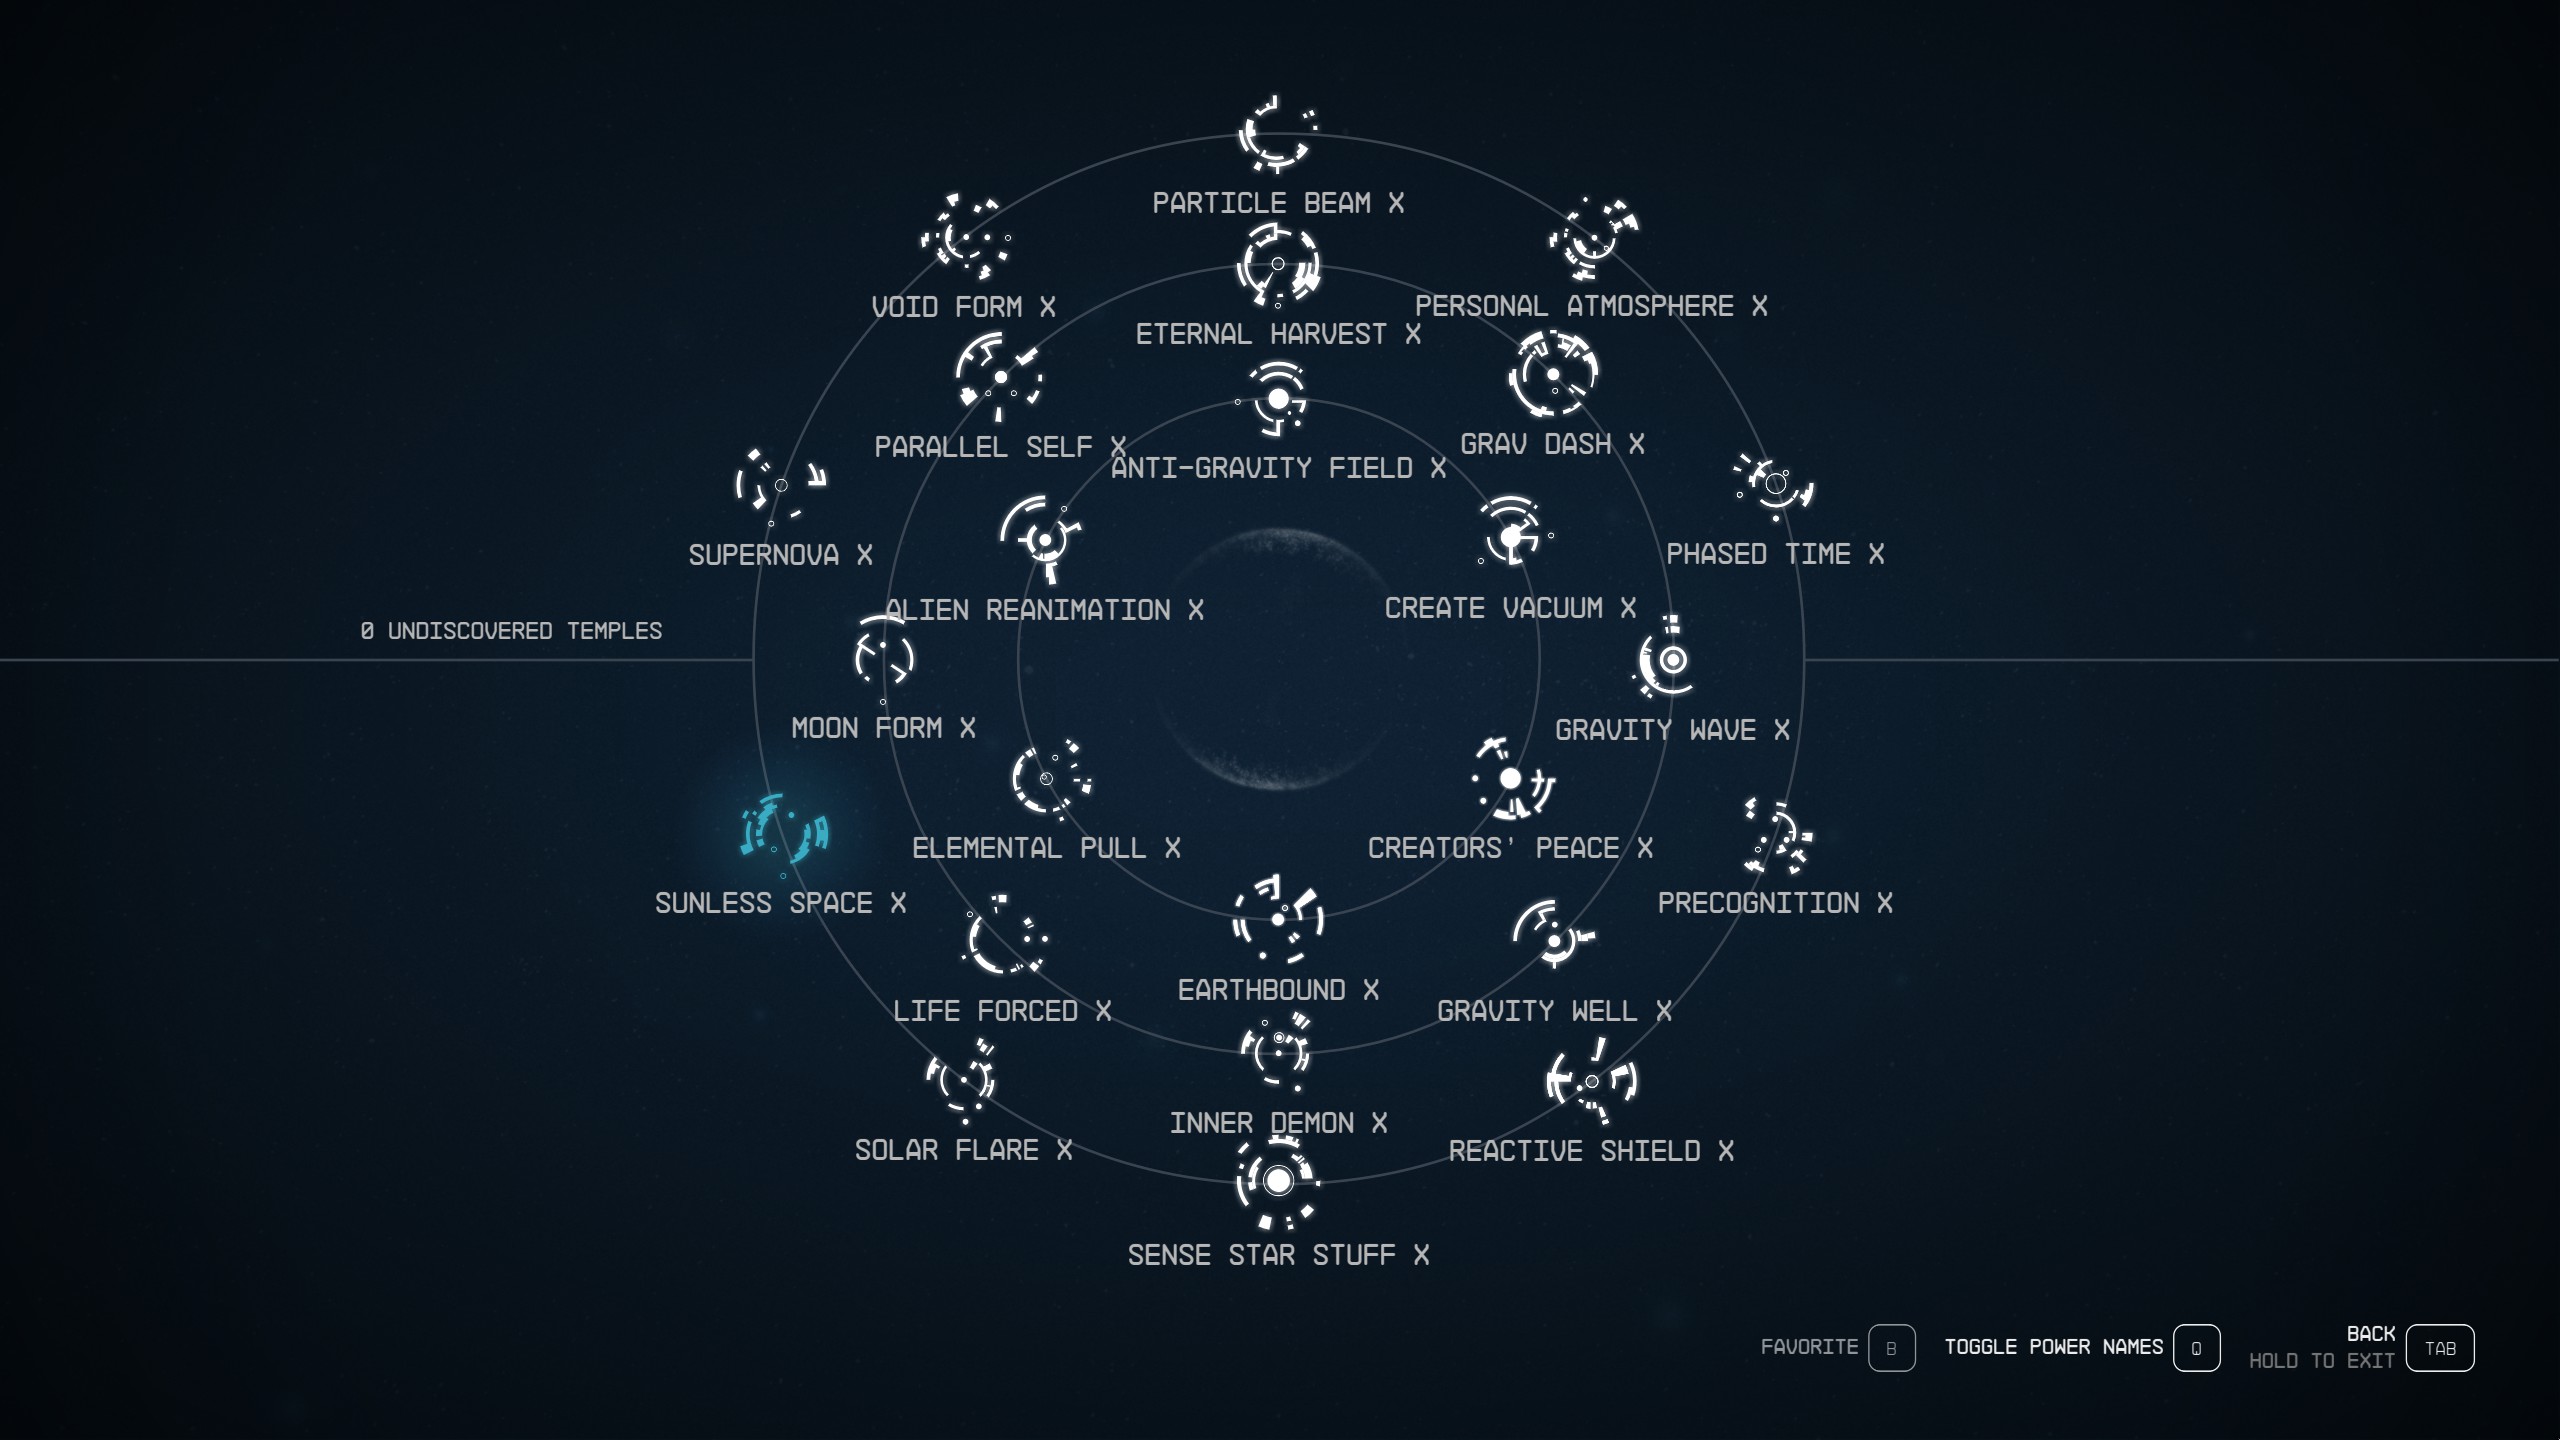 PARTICLE BEAM X
VOID FORM X
PERSONAL ATMOSPHERE X
ETERNAL HARVEST X
PARALLEL SELF X
GRAV DASH X
ANTI-GRAVITY FIELD X
SUPERNOVA X
PHASED TIME X
ALIEN REANIMATION X
CREATE VACUUM X
0 UNDISCOVERED TEMPLES
MOON FORM X
GRAVITY WAVE X
ELEMENTAL PULL X
CREATORS' PEACE X
SUNLESS SPACE X
PRECOGNITION X
EARTHBOUND X
LIFE FORCED X
GRAVITY WELL X
INNER DEMON X
SOLAR FLARE X
REACTIVE SHIELD X
SENSE STAR STUFF X
FAVORITE B
TOGGLE POWER NAMES Q
BACK
HOLD TO EXIT
TAB